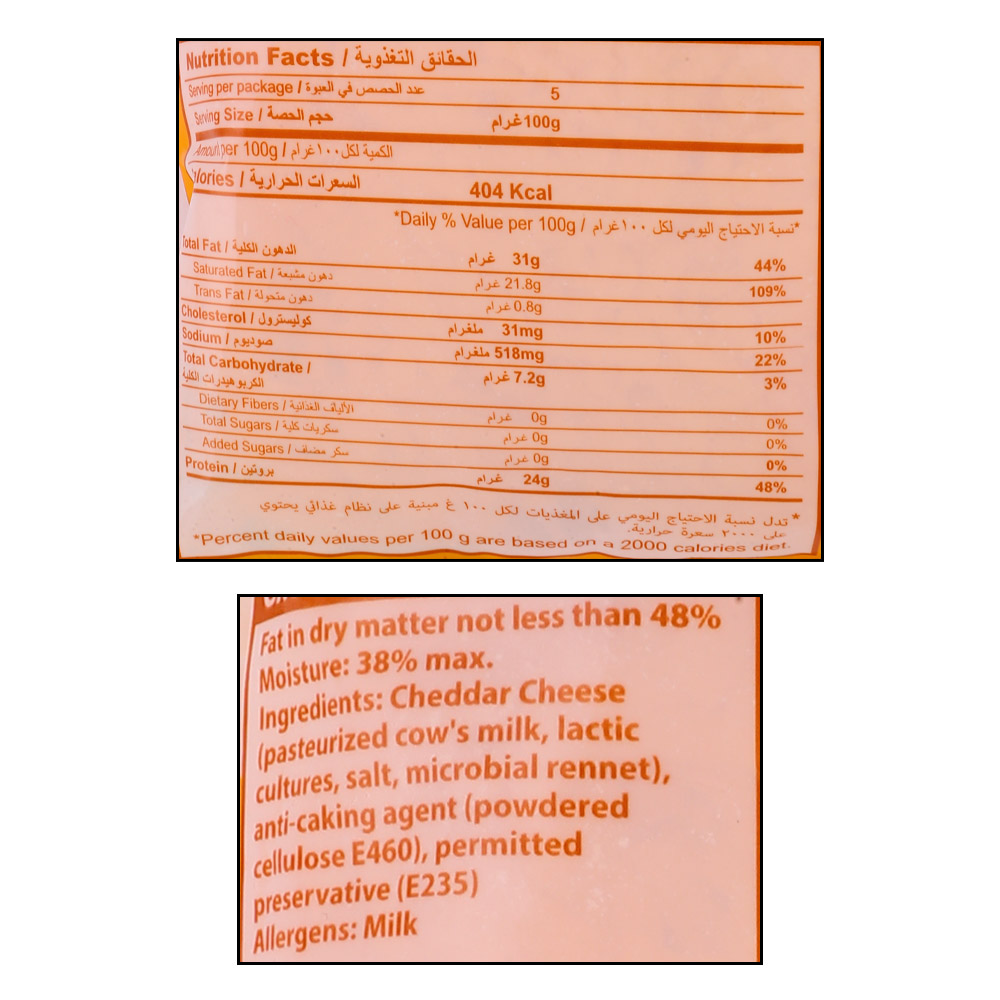 Nutrition Facts / الحقائق التغذوية
Serving per package / عدد الحصص في العبوة 5
Serving Size / حجم الحصة 100g غرام
Amount per 100g / الكمية لكل ١٠٠غرام
alories / السعرات الحرارية 404 Kcal
*Daily % Value per 100g / نسبة الاحتياج اليومي لكل ١٠٠غرام*
Total Fat / الدهون الكلية 31g غرام 44%
Saturated Fat / دهون مشبعة 21.8g غرام 109%
Trans Fat / دهون متحولة 0.8g غرام
Cholesterol / كوليسترول 31mg ملغرام 10%
Sodium / صوديوم 518mg ملغرام 22%
Total Carbohydrate / 7.2g غرام 3%
الكربوهيدرات الكلية
Dietary Fibers / الألياف الغذائية 0g غرام 0%
Total Sugars / سكريات كلية 0g غرام 0%
Added Sugars / سكر مضاف 0g غرام 0%
Protein / بروتين 24g غرام 48%
* تدل نسبة الاحتياج اليومي على المغذيات لكل ١٠٠ غ مبنية على نظام غذائي يحتوي
على ٢٠٠٠ سعرة حرارية.
*Percent daily values per 100 g are based on a 2000 calories diet.
Fat in dry matter not less than 48%
Moisture: 38% max.
Ingredients: Cheddar Cheese
(pasteurized cow's milk, lactic
cultures, salt, microbial rennet),
anti-caking agent (powdered
cellulose E460), permitted
preservative (E235)
Allergens: Milk